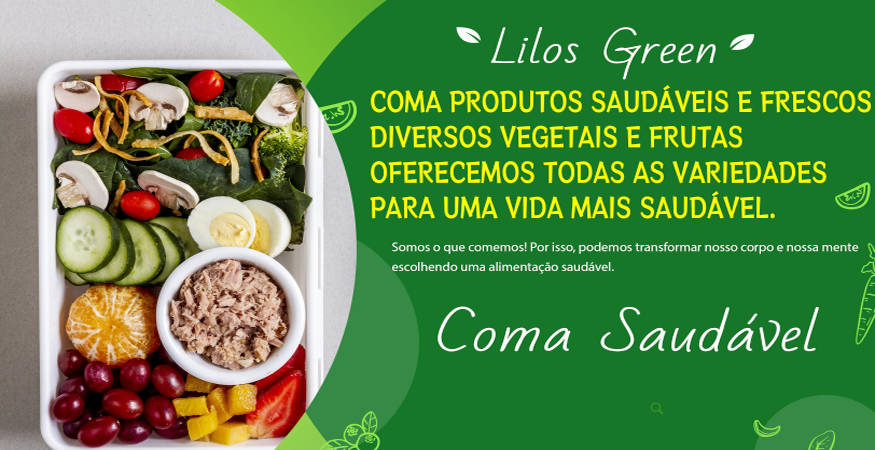 Lilos Green
COMA PRODUTOS SAUDÁVEIS E FRESCOS
DIVERSOS VEGETAIS E FRUTAS
OFERECEMOS TODAS AS VARIEDADES
PARA UMA VIDA MAIS SAUDÁVEL.
Somos o que comemos! Por isso, podemos transformar nosso corpo e nossa mente
escolhendo uma alimentação saudável.
Coma Saudável